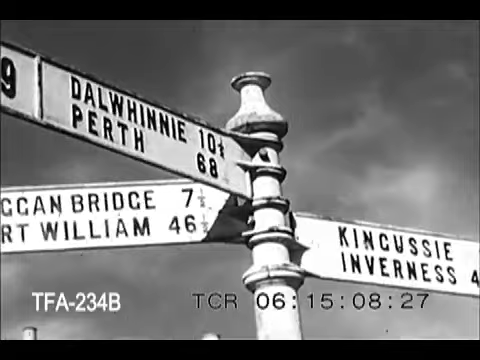 9
DALWHINNIE 10½
PERTH 68
GGAN BRIDGE 7½
RT WILLIAM 46½
KINGUSSIE
INVERNESS 4
TFA-234B
TCR 06:15:08:27